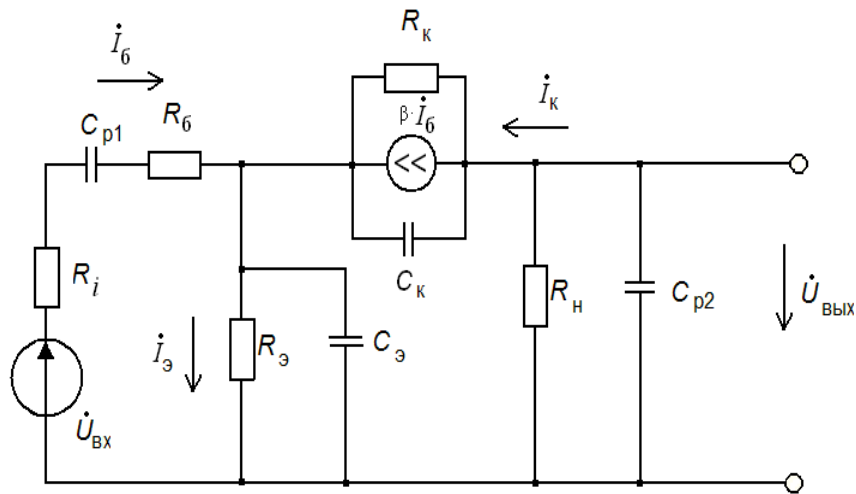 İб
Rк
Cр1
Rб
β·İб
İк
<<
Cк
Ri
Rн
Cр2
U̇вых
İэ
Rэ
Cэ
U̇вх